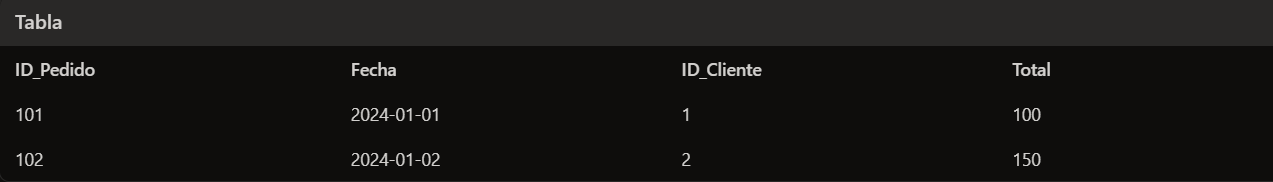 Tabla
ID_Pedido Fecha ID_Cliente Total
101 2024-01-01 1 100
102 2024-01-02 2 150